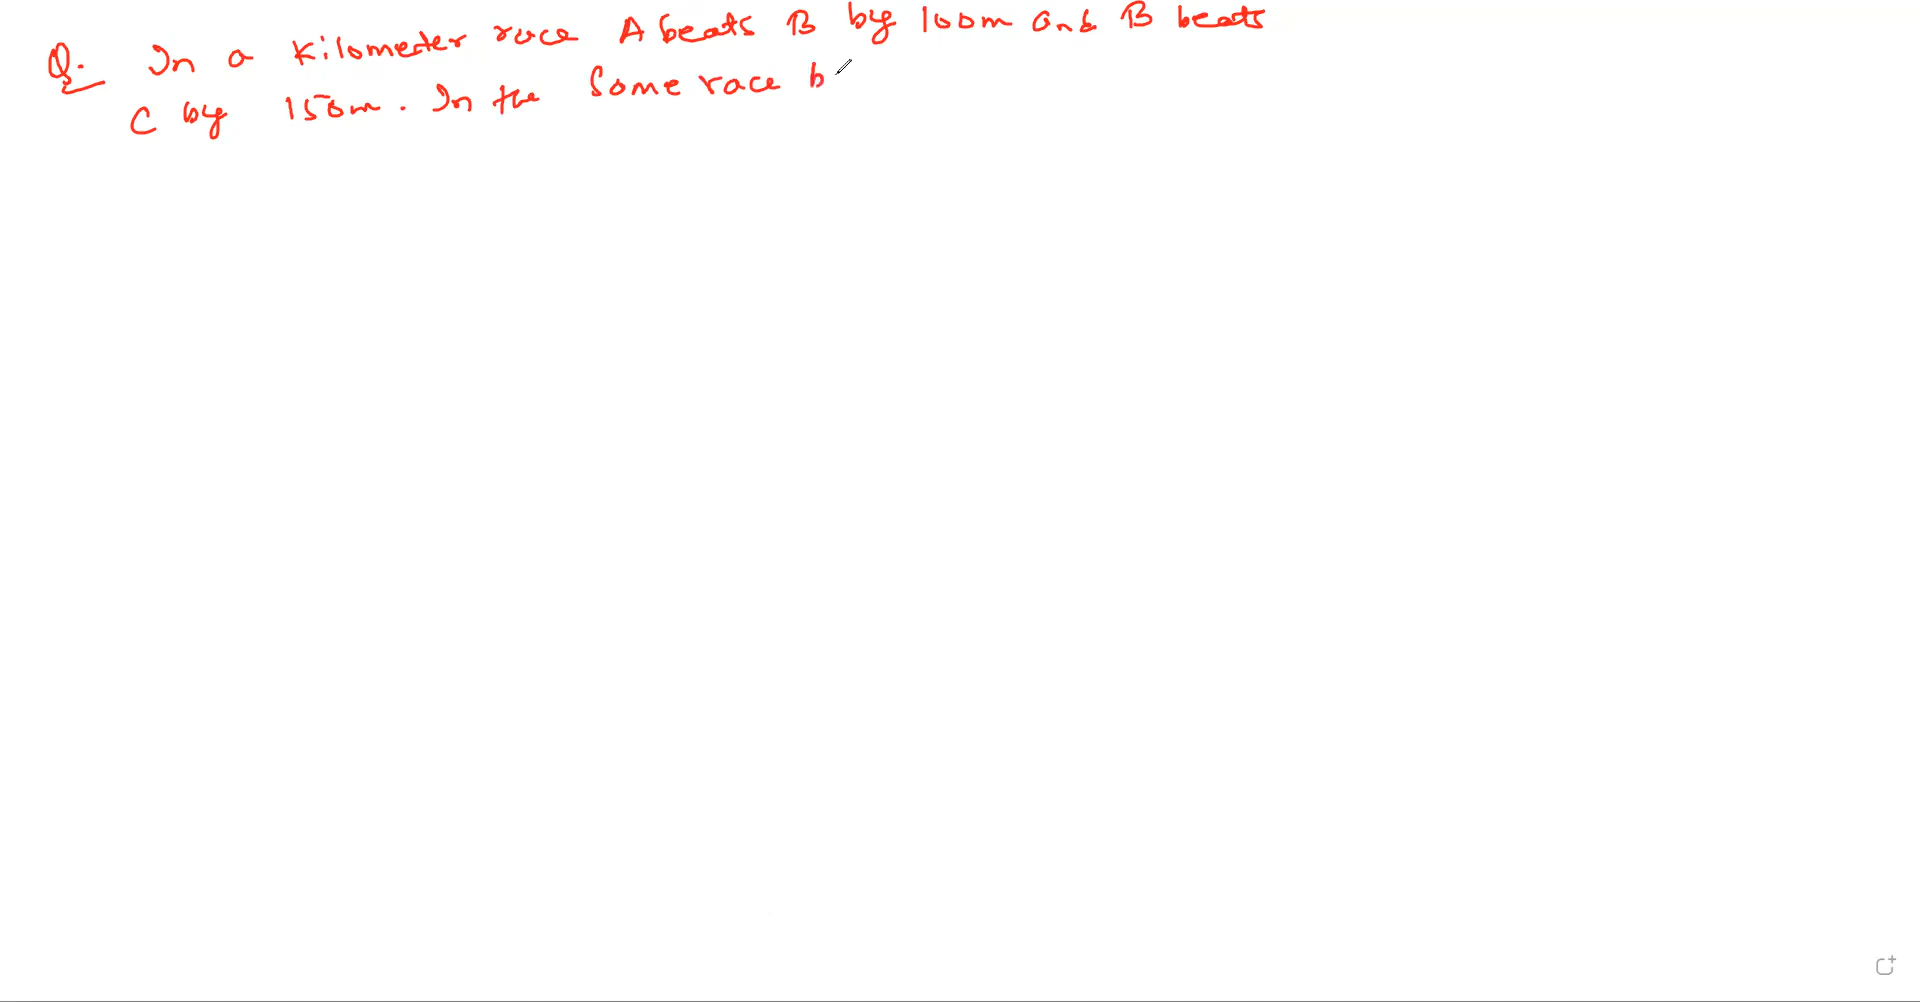 Q. In a Kilometer race A beats B by 100m and B beats
C by 150m. In the Same race b